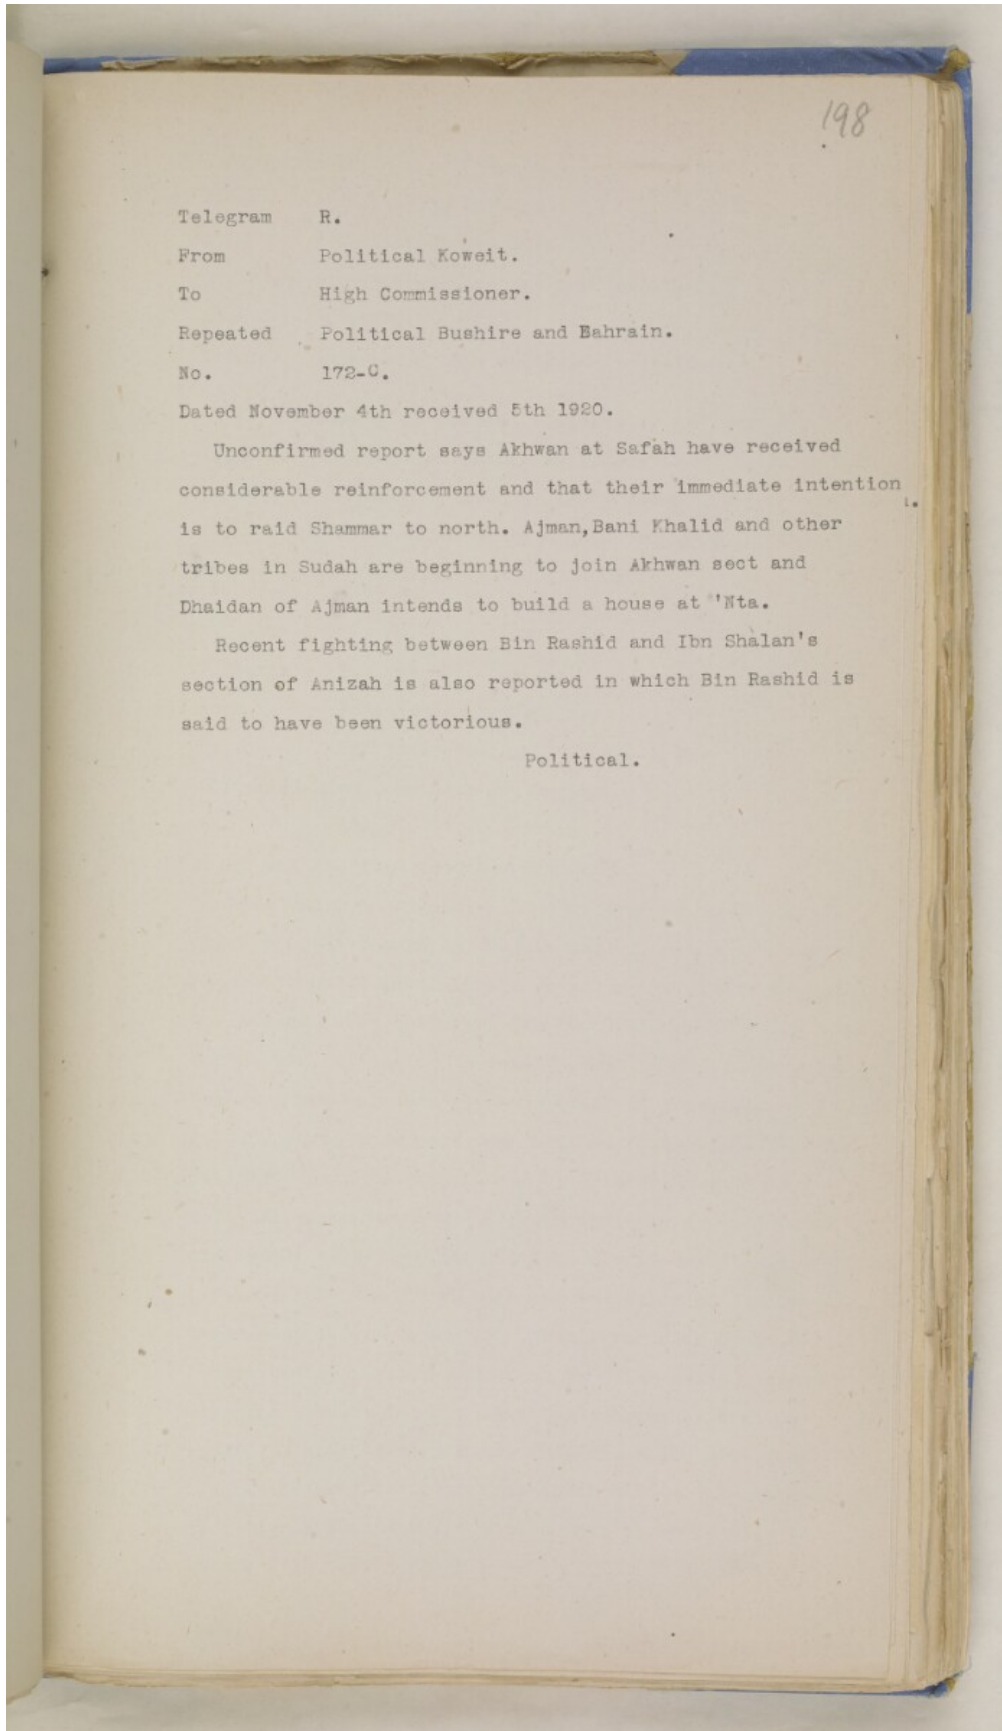 198
Telegram R.
From Political Koweit.
To High Commissioner.
Repeated Political Bushire and Bahrain.
No. 172-C.
Dated November 4th received 5th 1920.
Unconfirmed report says Akhwan at Safah have received
considerable reinforcement and that their immediate intention
is to raid Shammar to north. Ajman,Bani Khalid and other
tribes in Sudah are beginning to join Akhwan sect and
Dhaidan of Ajman intends to build a house at 'Nta.
Recent fighting between Bin Rashid and Ibn Shalan's
section of Anizah is also reported in which Bin Rashid is
said to have been victorious.
Political.